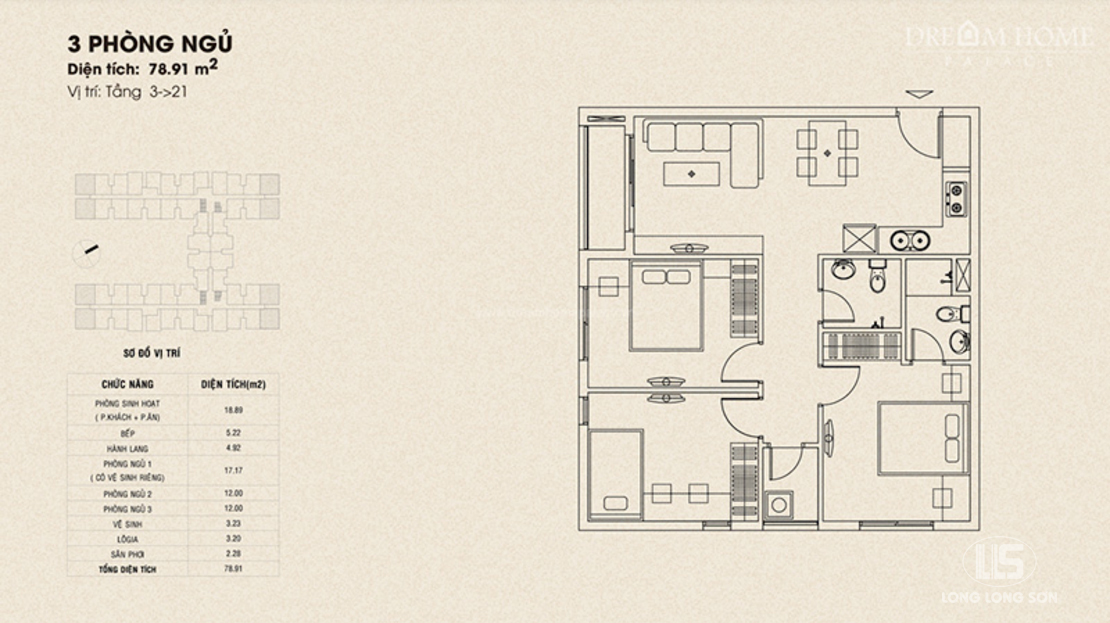 3 PHÒNG NGỦ
Diện tích: 78.91 m2
Vị trí: Tầng 3->21
DREAM HOME
PALACE
SƠ ĐỒ VỊ TRÍ
CHỨC NĂNG DIỆN TÍCH(m2)
PHÒNG SINH HOẠT
( P.KHÁCH + P.ĂN) 18.89
BẾP 5.22
HÀNH LANG 4.92
PHÒNG NGỦ 1
( CÓ VỆ SINH RIÊNG) 17.17
PHÒNG NGỦ 2 12.00
PHÒNG NGỦ 3 12.00
VỆ SINH 3.23
LÔGIA 3.20
SÂN PHƠI 2.28
TỔNG DIỆN TÍCH 78.91
LLS
LONG LONG SON